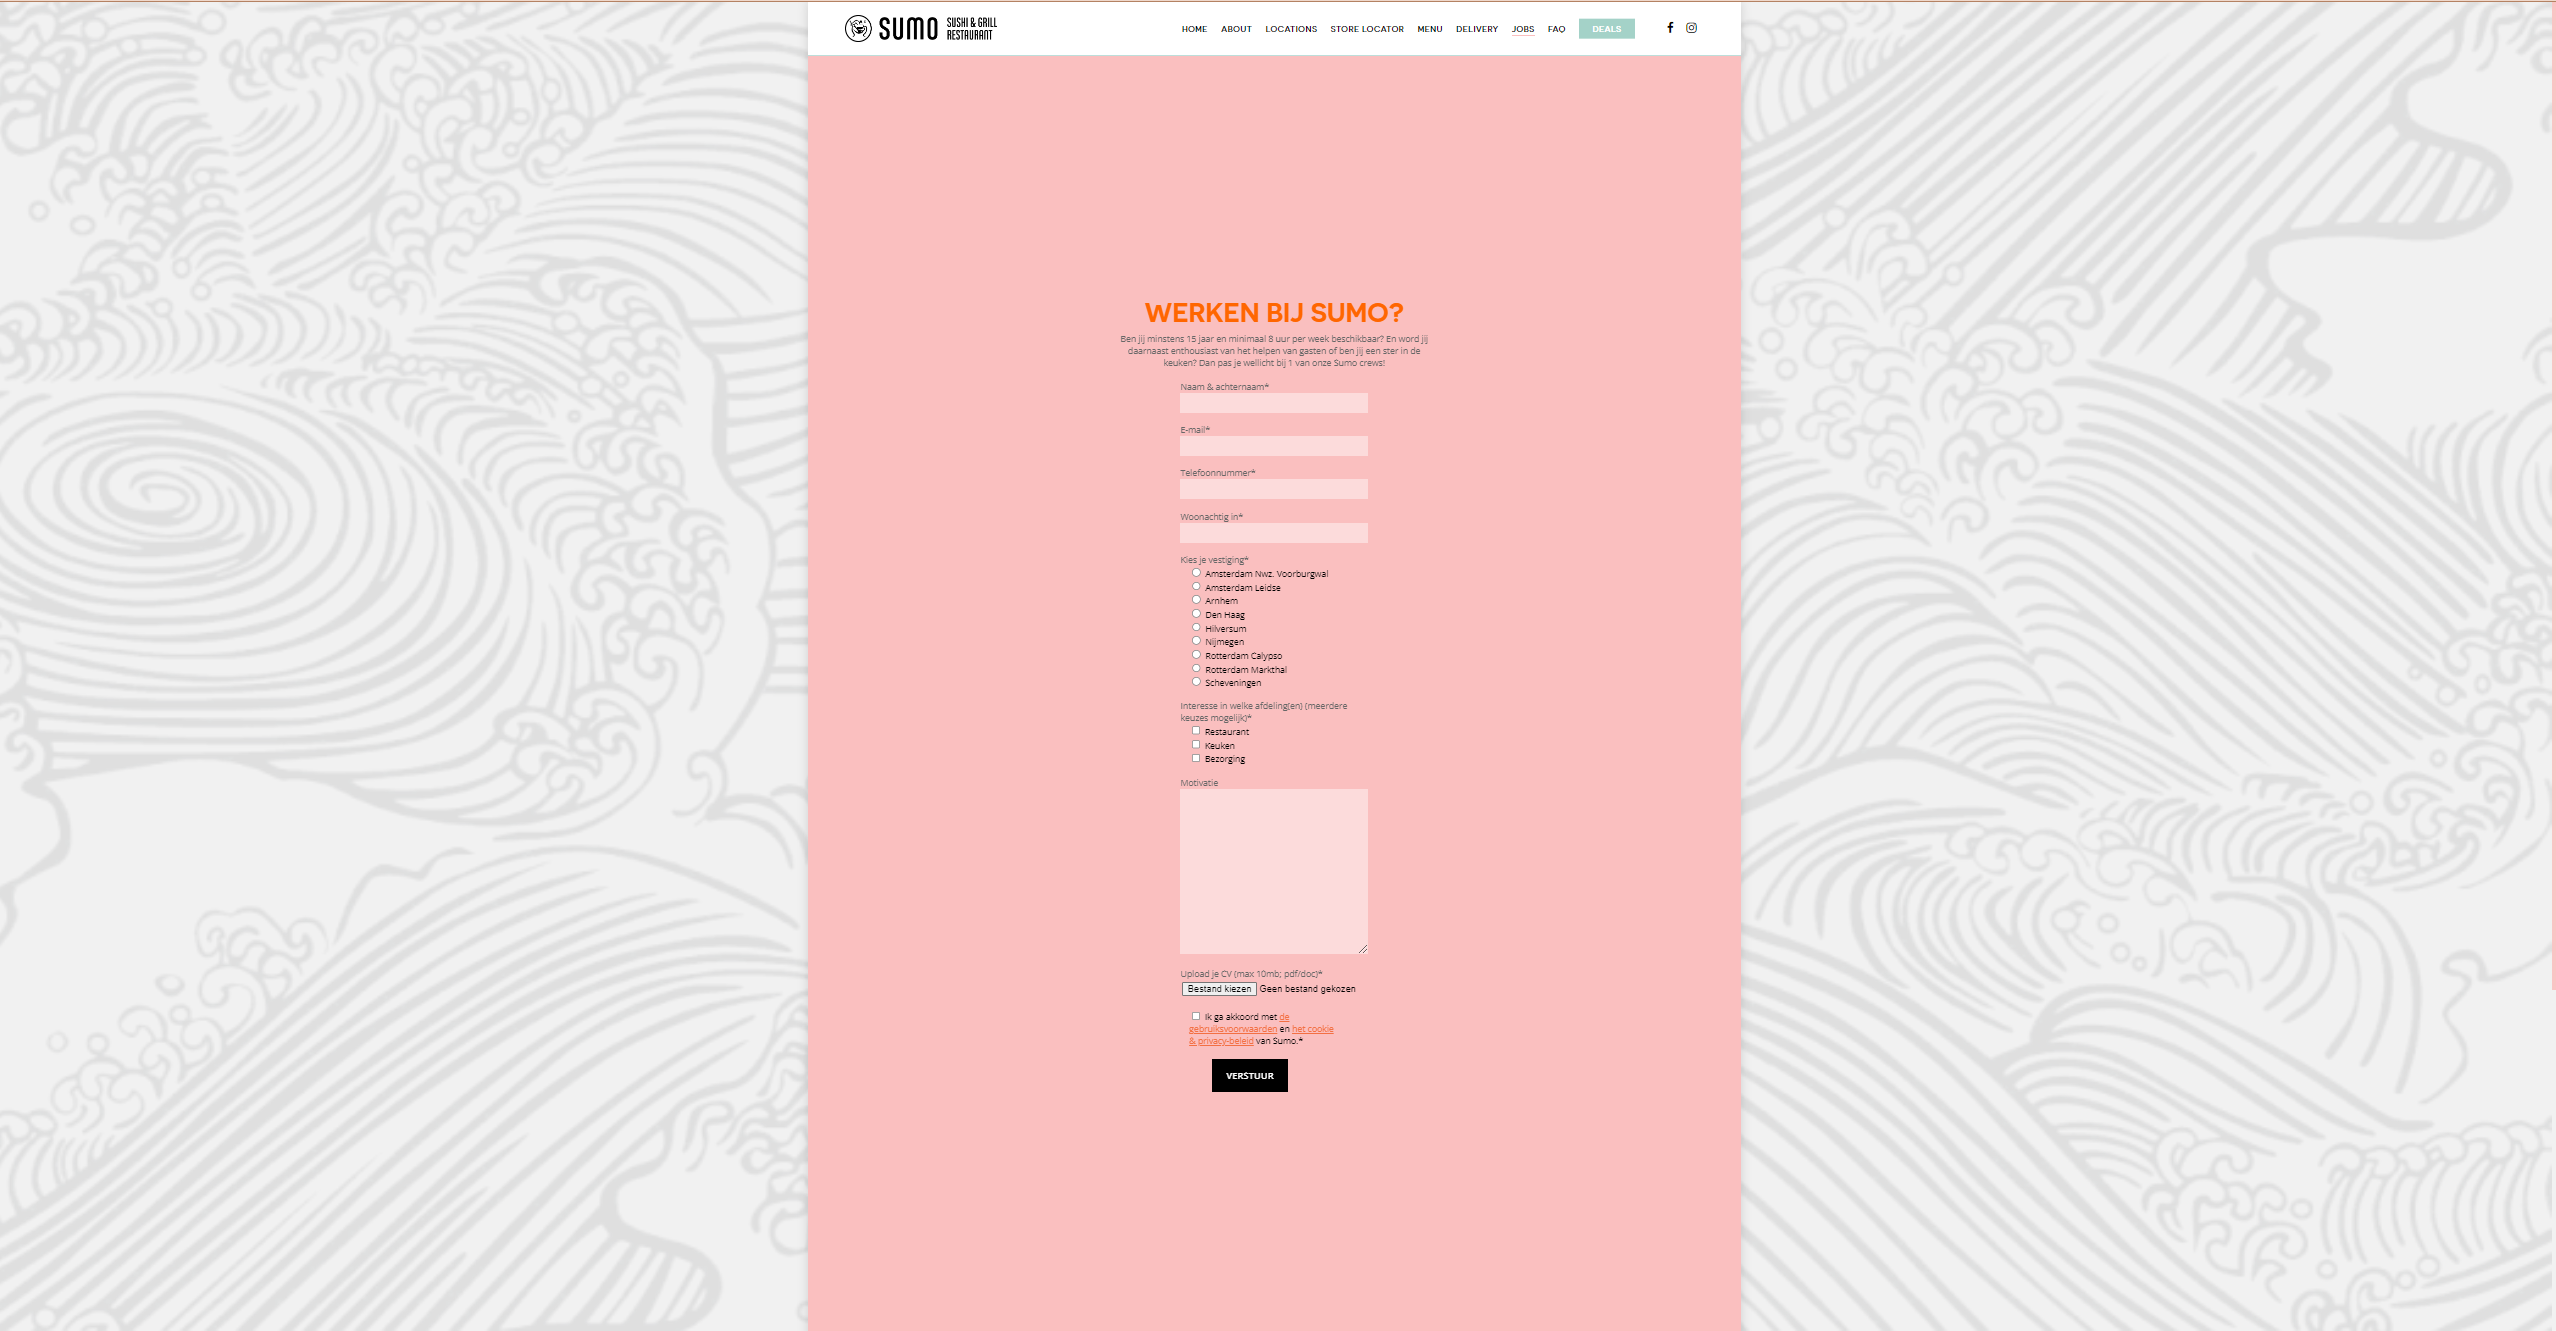 SUMO SUSHI & GRILL RESTAURANT
HOME ABOUT LOCATIONS STORE LOCATOR MENU DELIVERY JOBS FAQ DEALS
WERKEN BIJ SUMO?
Ben jij minstens 15 jaar en minimaal 8 uur per week beschikbaar? En word jij
daarnaast enthousiast van het helpen van gasten of ben jij een ster in de
keuken? Dan pas je wellicht bij 1 van onze Sumo crews!
Naam & achternaam*
E-mail*
Telefoonnummer*
Woonachtig in*
Kies je vestiging*
Amsterdam Nwz. Voorburgwal
Amsterdam Leidse
Arnhem
Den Haag
Hilversum
Nijmegen
Rotterdam Calypso
Rotterdam Markthal
Scheveningen
Interesse in welke afdeling(en) (meerdere
keuzes mogelijk)*
Restaurant
Keuken
Bezorging
Motivatie
Upload je CV (max 10mb; pdf/doc)*
Bestand kiezen Geen bestand gekozen
Ik ga akkoord met de
gebruiksvoorwaarden en het cookie
& privacy-beleid van Sumo.*
VERSTUUR